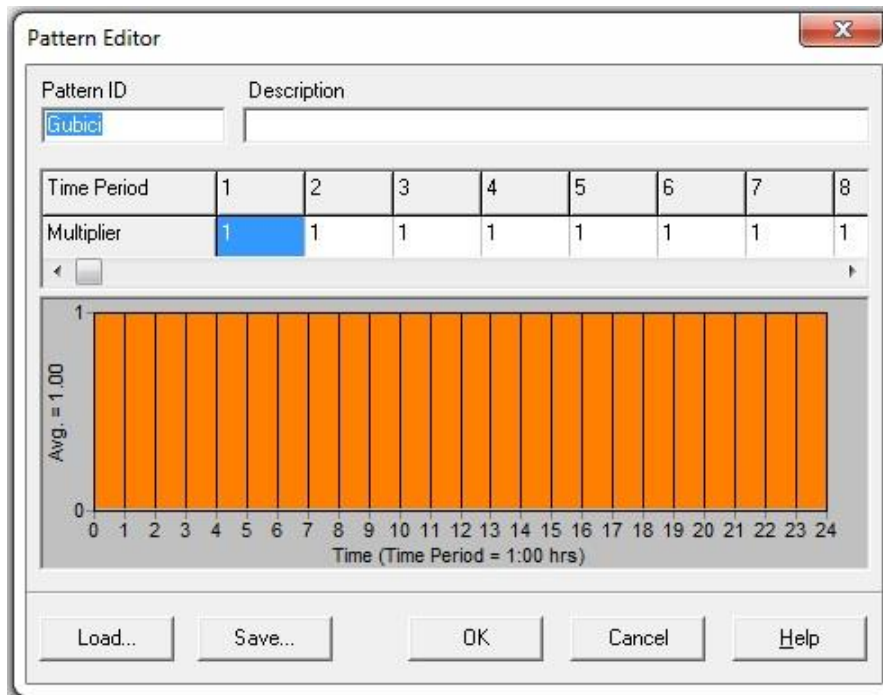 Pattern Editor
x
Pattern ID Description
Gubici
Time Period 1 2 3 4 5 6 7 8
Multiplier 1 1 1 1 1 1 1 1
1
Avg. = 1.00
0
0 1 2 3 4 5 6 7 8 9 10 11 12 13 14 15 16 17 18 19 20 21 22 23 24
Time (Time Period = 1:00 hrs)
Load... Save... OK Cancel Help